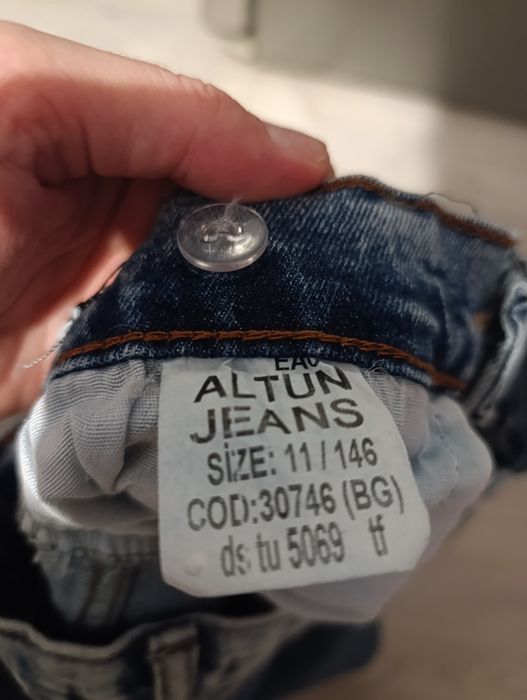 EAC
ALTUN
JEANS
SİZE: 11 / 146
COD:30746 (BG)
ds tu 5069 tf